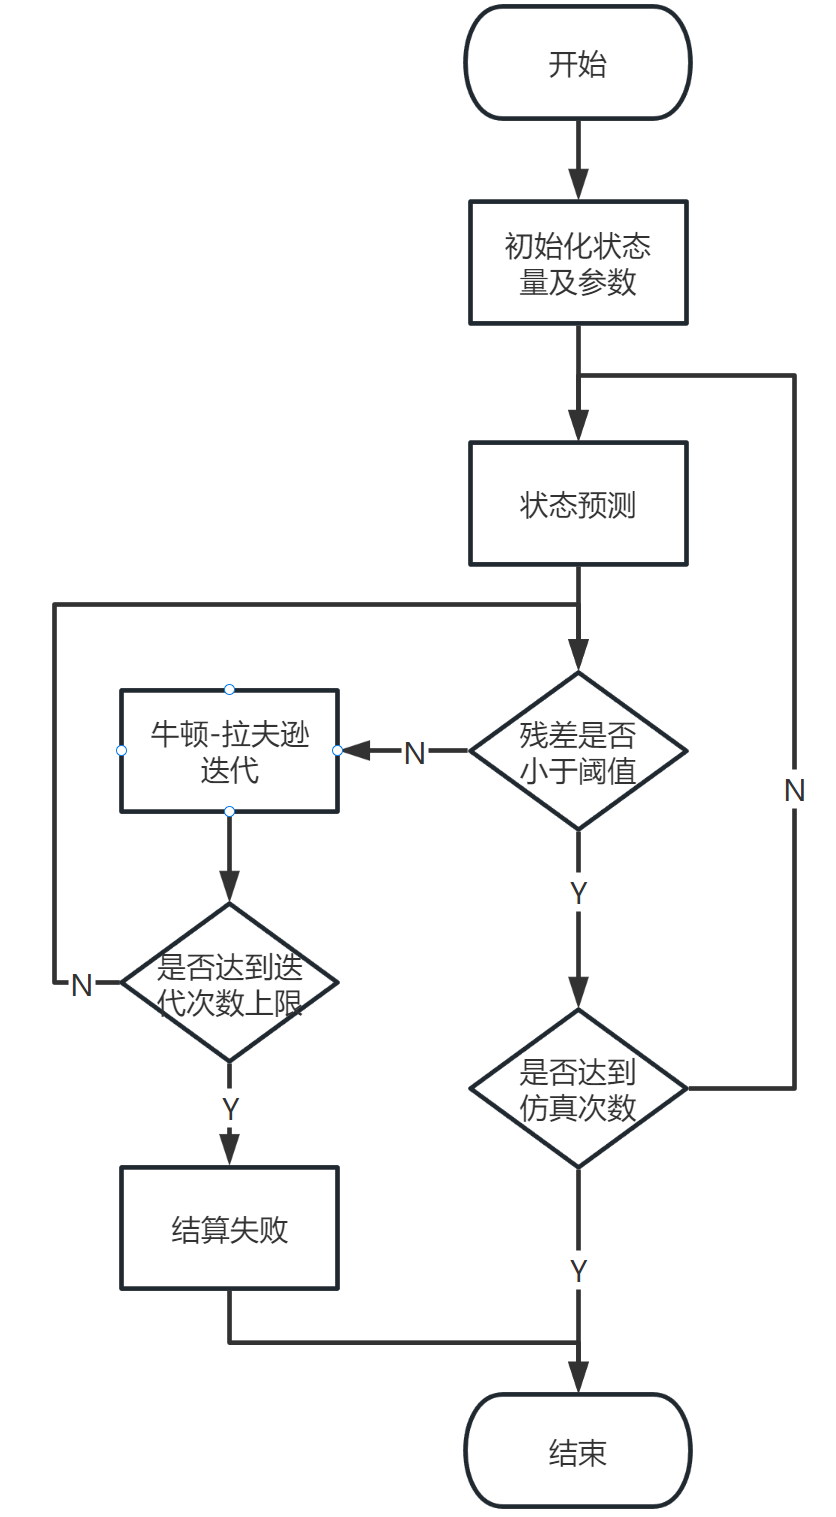 开始
初始化状态
量及参数
状态预测
牛顿-拉夫逊
迭代
N
残差是否
小于阈值
N
Y
N
是否达到迭
代次数上限
是否达到
仿真次数
Y
结算失败
Y
结束